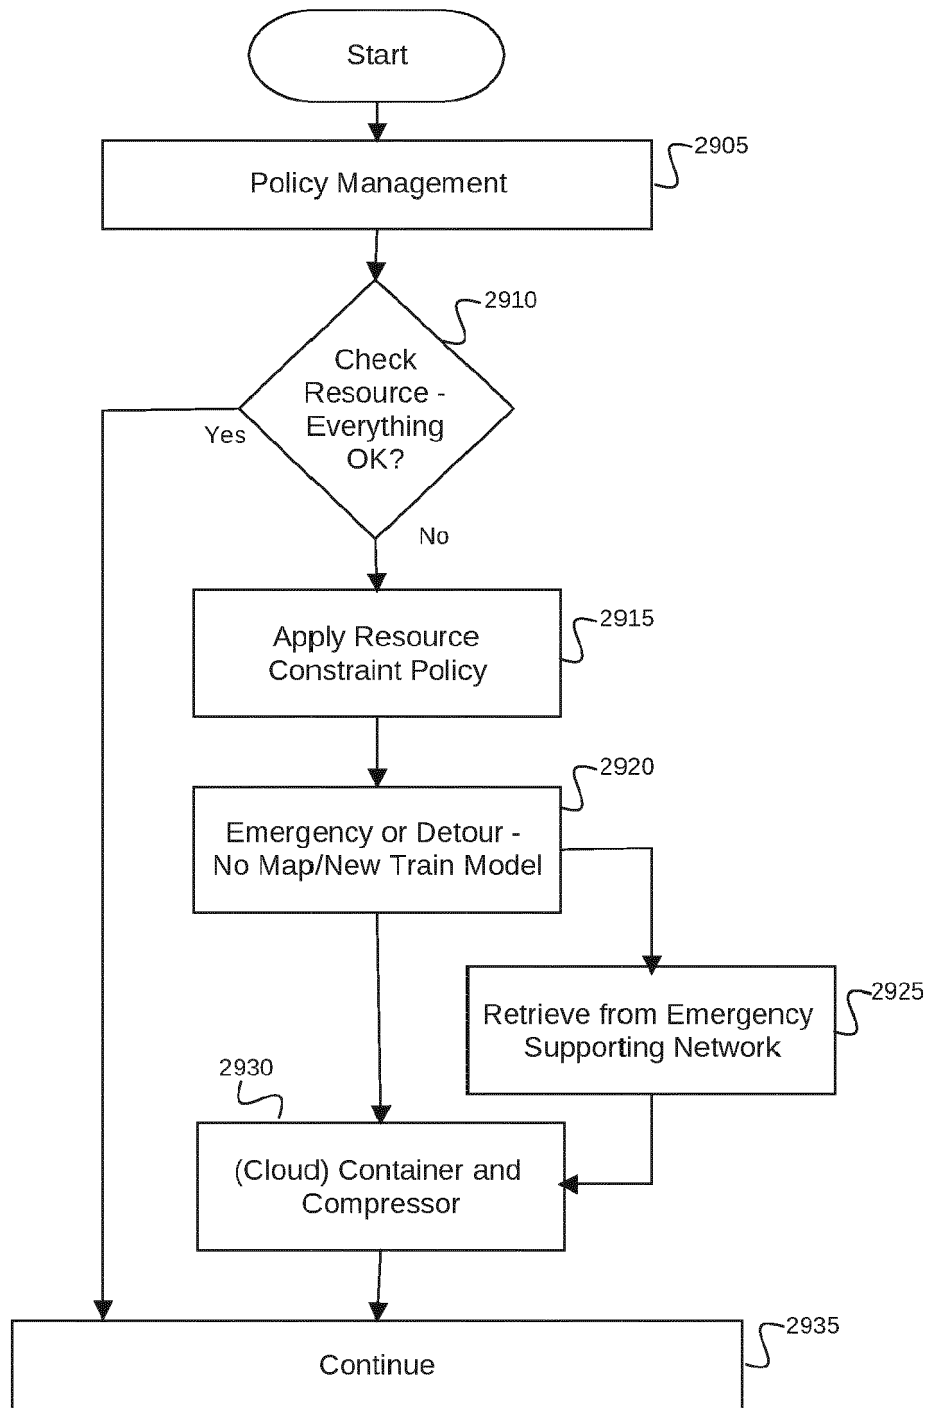 Start
Policy Management
2905
2910
Check
Resource -
Everything
OK?
Yes
No
2915
Apply Resource
Constraint Policy
2920
Emergency or Detour -
No Map/New Train Model
2925
Retrieve from Emergency
Supporting Network
2930
(Cloud) Container and
Compressor
2935
Continue